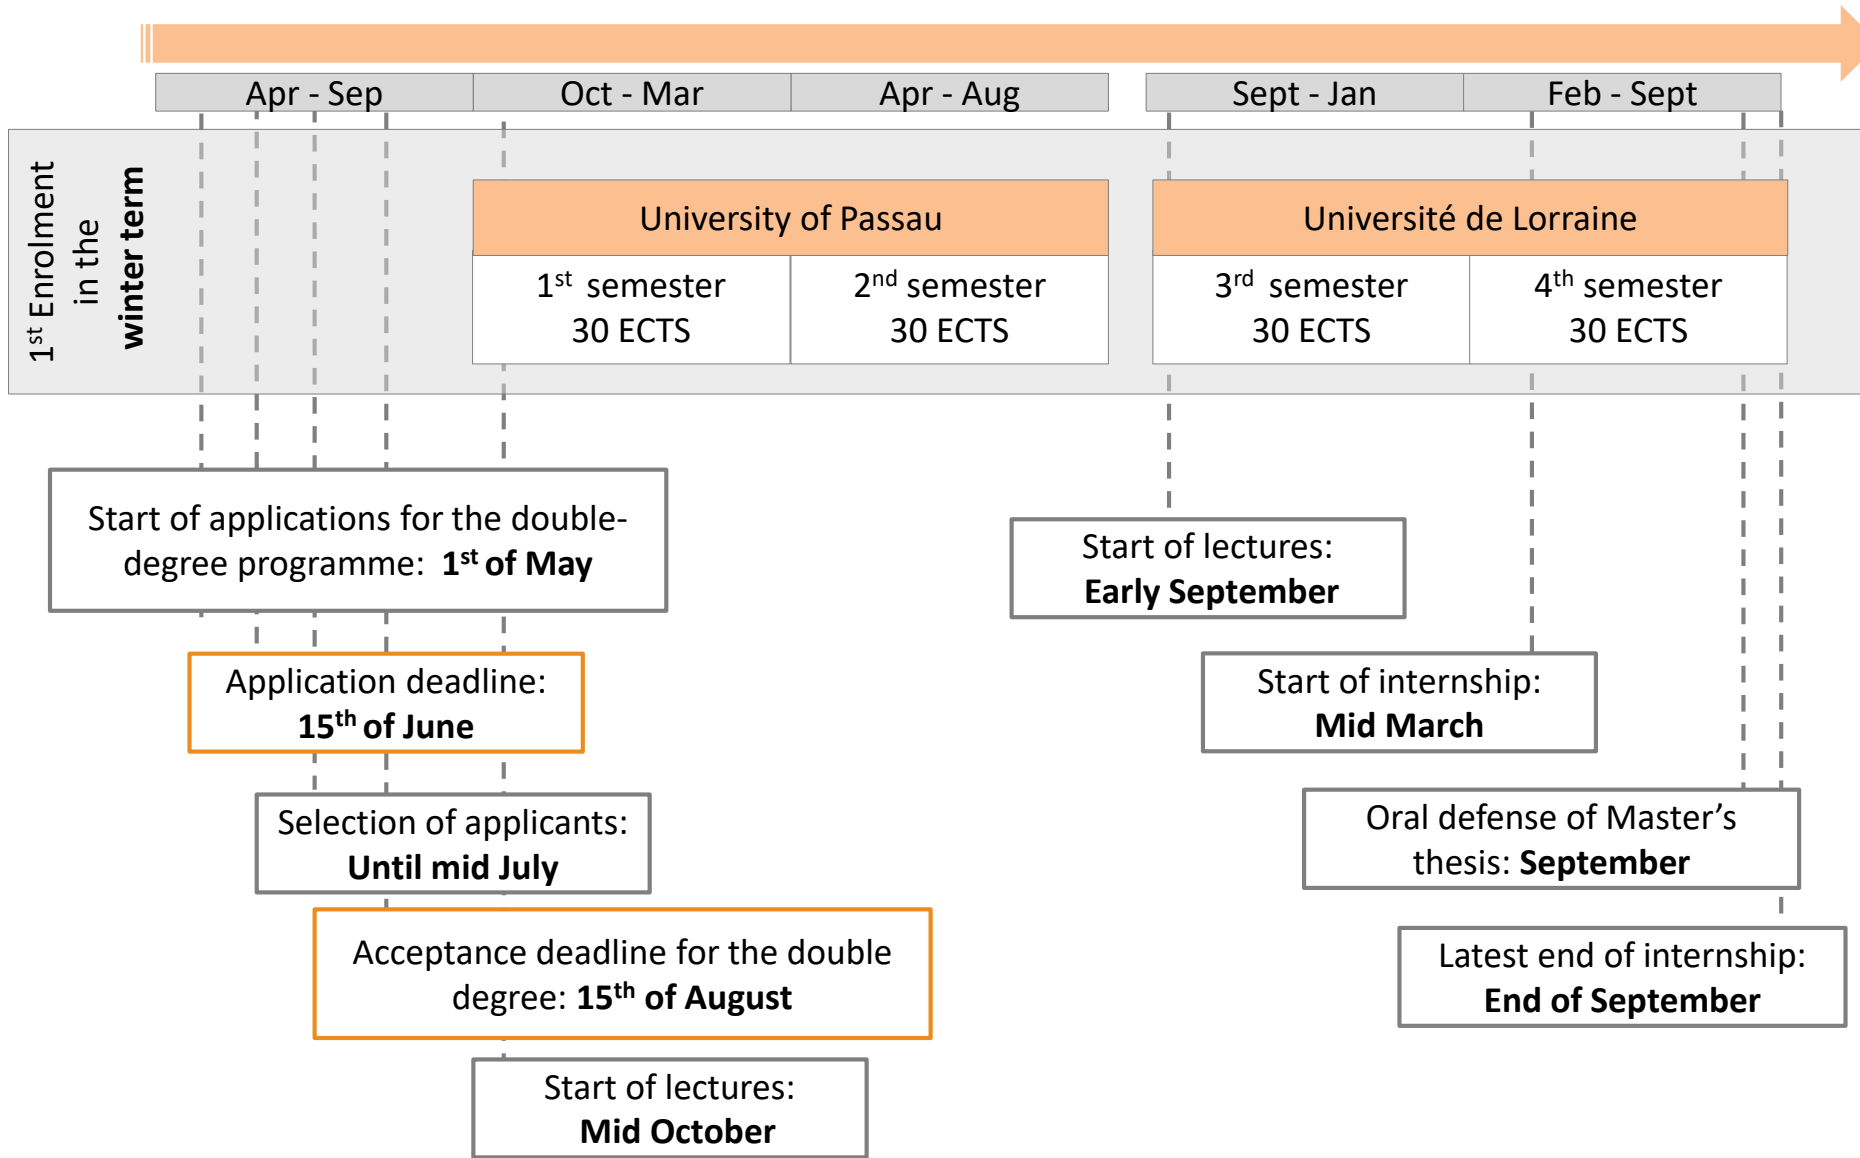 Apr - Sep
Oct - Mar
Apr - Aug
Sept - Jan
Feb - Sept
1st Enrolment
in the
winter term
University of Passau
Université de Lorraine
1st semester
30 ECTS
2nd semester
30 ECTS
3rd semester
30 ECTS
4th semester
30 ECTS
Start of applications for the double-
degree programme: 1st of May
Application deadline:
15th of June
Selection of applicants:
Until mid July
Acceptance deadline for the double
degree: 15th of August
Start of lectures:
Mid October
Start of lectures:
Early September
Start of internship:
Mid March
Oral defense of Master’s
thesis: September
Latest end of internship:
End of September